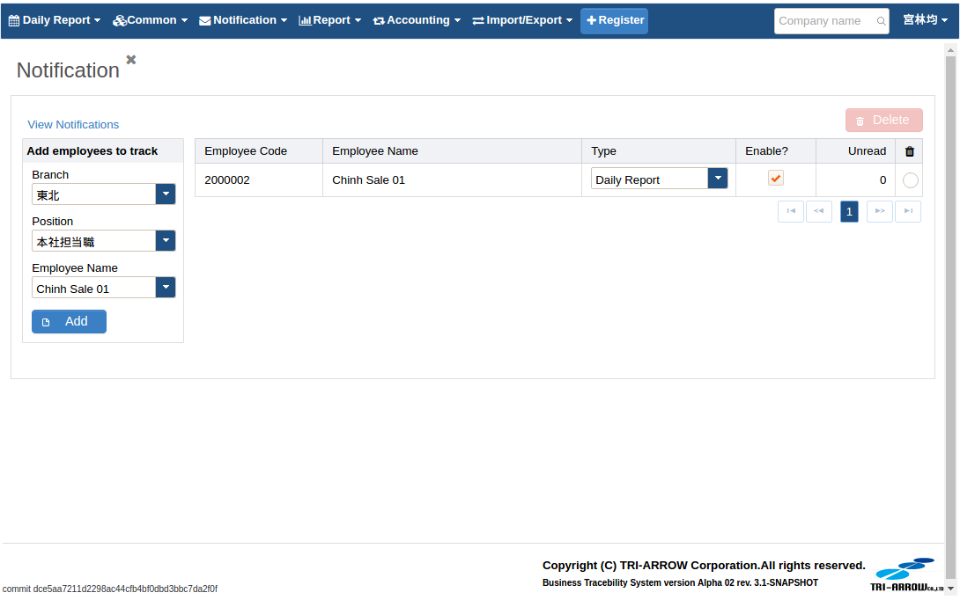 Daily Report Common Notification Report Accounting Import/Export Register Company name 宮林均
Notification
View Notifications Delete
Add employees to track
Branch
東北
Position
本社担当職
Employee Name
Chinh Sale 01
Add
Employee Code Employee Name Type Enable? Unread
2000002 Chinh Sale 01 Daily Report 0
1
Copyright (C) TRI-ARROW Corporation.All rights reserved.
Business Tracebility System version Alpha 02 rev. 3.1-SNAPSHOT
TRI-ARROW CO.,LTD
commit dce5aa7211d2298ac44cfb4bf0dbd3bbc7da2f0f